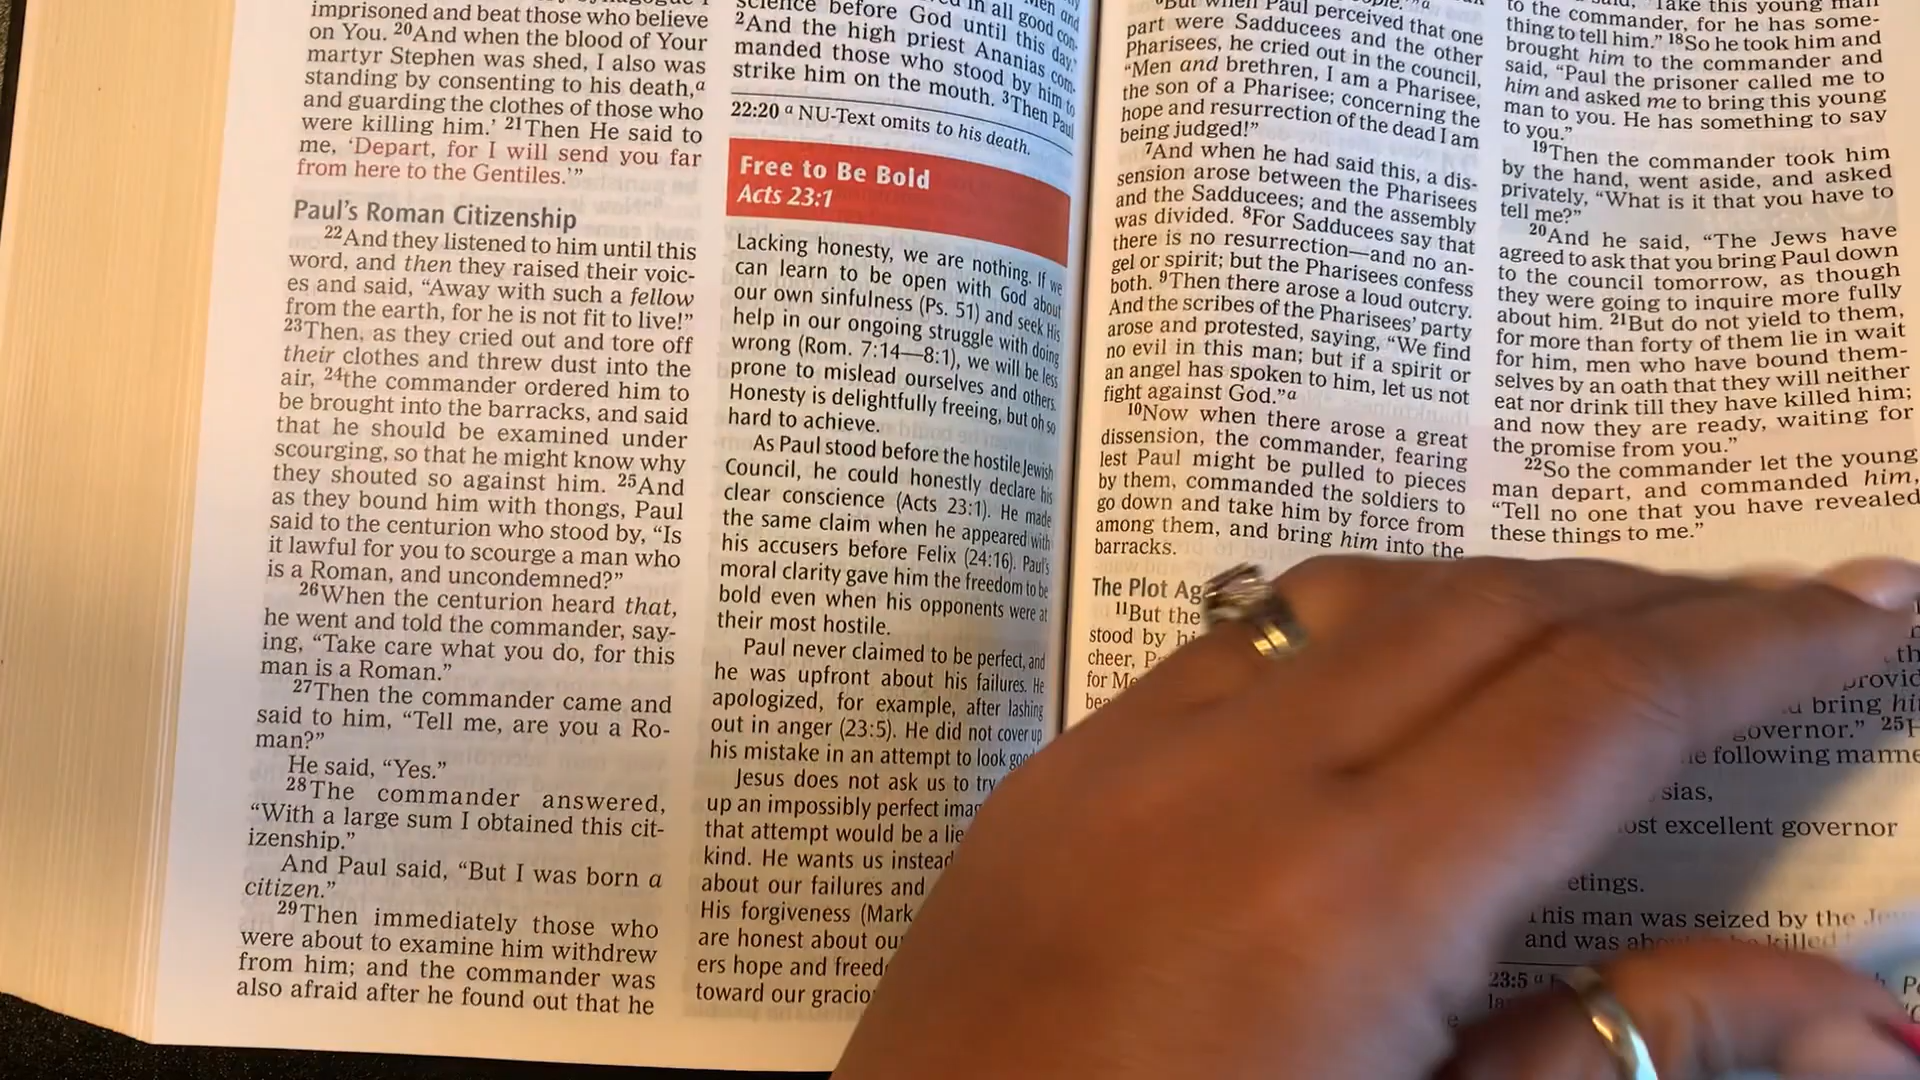 imprisoned and beat those who believe
on You. 20And when the blood of Your
martyr Stephen was shed, I also was
standing by consenting to his death,a
and guarding the clothes of those who
were killing him.’ 21Then He said to
me, ‘Depart, for I will send you far
from here to the Gentiles.’”
Paul’s Roman Citizenship
22And they listened to him until this
word, and then they raised their voic-
es and said, “Away with such a fellow
from the earth, for he is not fit to live!”
23Then, as they cried out and tore off
their clothes and threw dust into the
air, 24the commander ordered him to
be brought into the barracks, and said
that he should be examined under
scourging, so that he might know why
they shouted so against him. 25And
as they bound him with thongs, Paul
said to the centurion who stood by, “Is
it lawful for you to scourge a man who
is a Roman, and uncondemned?”
26When the centurion heard that,
he went and told the commander, say-
ing, “Take care what you do, for this
man is a Roman.”
27Then the commander came and
said to him, “Tell me, are you a Ro-
man?”
He said, “Yes.”
28The commander answered,
“With a large sum I obtained this cit-
izenship.”
And Paul said, “But I was born a
citizen.”
29Then immediately those who
were about to examine him withdrew
from him; and the commander was
also afraid after he found out that he
science before God until this day.”
2And the high priest Ananias com-
manded those who stood by him to
strike him on the mouth. 3Then Paul
22:20 a NU-Text omits to his death.
Free to Be Bold
Acts 23:1
Lacking honesty, we are nothing. If we
can learn to be open with God about
our own sinfulness (Ps. 51) and seek His
help in our ongoing struggle with doing
wrong (Rom. 7:14—8:1), we will be less
prone to mislead ourselves and others.
Honesty is delightfully freeing, but oh so
hard to achieve.
As Paul stood before the hostile Jewish
Council, he could honestly declare his
clear conscience (Acts 23:1). He made
the same claim when he appeared with
his accusers before Felix (24:16). Paul’s
moral clarity gave him the freedom to be
bold even when his opponents were at
their most hostile.
Paul never claimed to be perfect, and
he was upfront about his failures. He
apologized, for example, after lashing
out in anger (23:5). He did not cover up
his mistake in an attempt to look
Jesus does not ask us to try
up an impossibly perfect
that attempt would be a lie
kind. He wants us instead
about our failures and
His forgiveness (Mark
are honest about
ers hope and
toward our
“But when Paul perceived that one
part were Sadducees and the other
Pharisees, he cried out in the council,
“Men and brethren, I am a Pharisee,
the son of a Pharisee; concerning the
hope and resurrection of the dead I am
being judged!”
7And when he had said this, a dis-
sension arose between the Pharisees
and the Sadducees; and the assembly
was divided. 8For Sadducees say that
there is no resurrection—and no an-
gel or spirit; but the Pharisees confess
both. 9Then there arose a loud outcry.
And the scribes of the Pharisees’ party
arose and protested, saying, “We find
no evil in this man; but if a spirit or
an angel has spoken to him, let us not
fight against God.”a
10Now when there arose a great
dissension, the commander, fearing
lest Paul might be pulled to pieces
by them, commanded the soldiers to
go down and take him by force from
among them, and bring him into the
barracks.
The Plot
11But the
stood by
cheer,
for
to the commander, for he has some-
thing to tell him.” 18So he took him and
brought him to the commander and
said, “Paul the prisoner called me to
him and asked me to bring this young
man to you. He has something to say
to you.”
19Then the commander took him
by the hand, went aside, and asked
privately, “What is it that you have to
tell me?”
20And he said, “The Jews have
agreed to ask that you bring Paul down
to the council tomorrow, as though
they were going to inquire more fully
about him. 21But do not yield to them,
for more than forty of them lie in wait
for him, men who have bound them-
selves by an oath that they will neither
eat nor drink till they have killed him;
and now they are ready, waiting for
the promise from you.”
22So the commander let the young
man depart, and commanded him,
“Tell no one that you have revealed
these things to me.”
bring
governor.” 25
following
sias,
excellent governor
etings.
This man was seized by the
and was killed
23:5 a